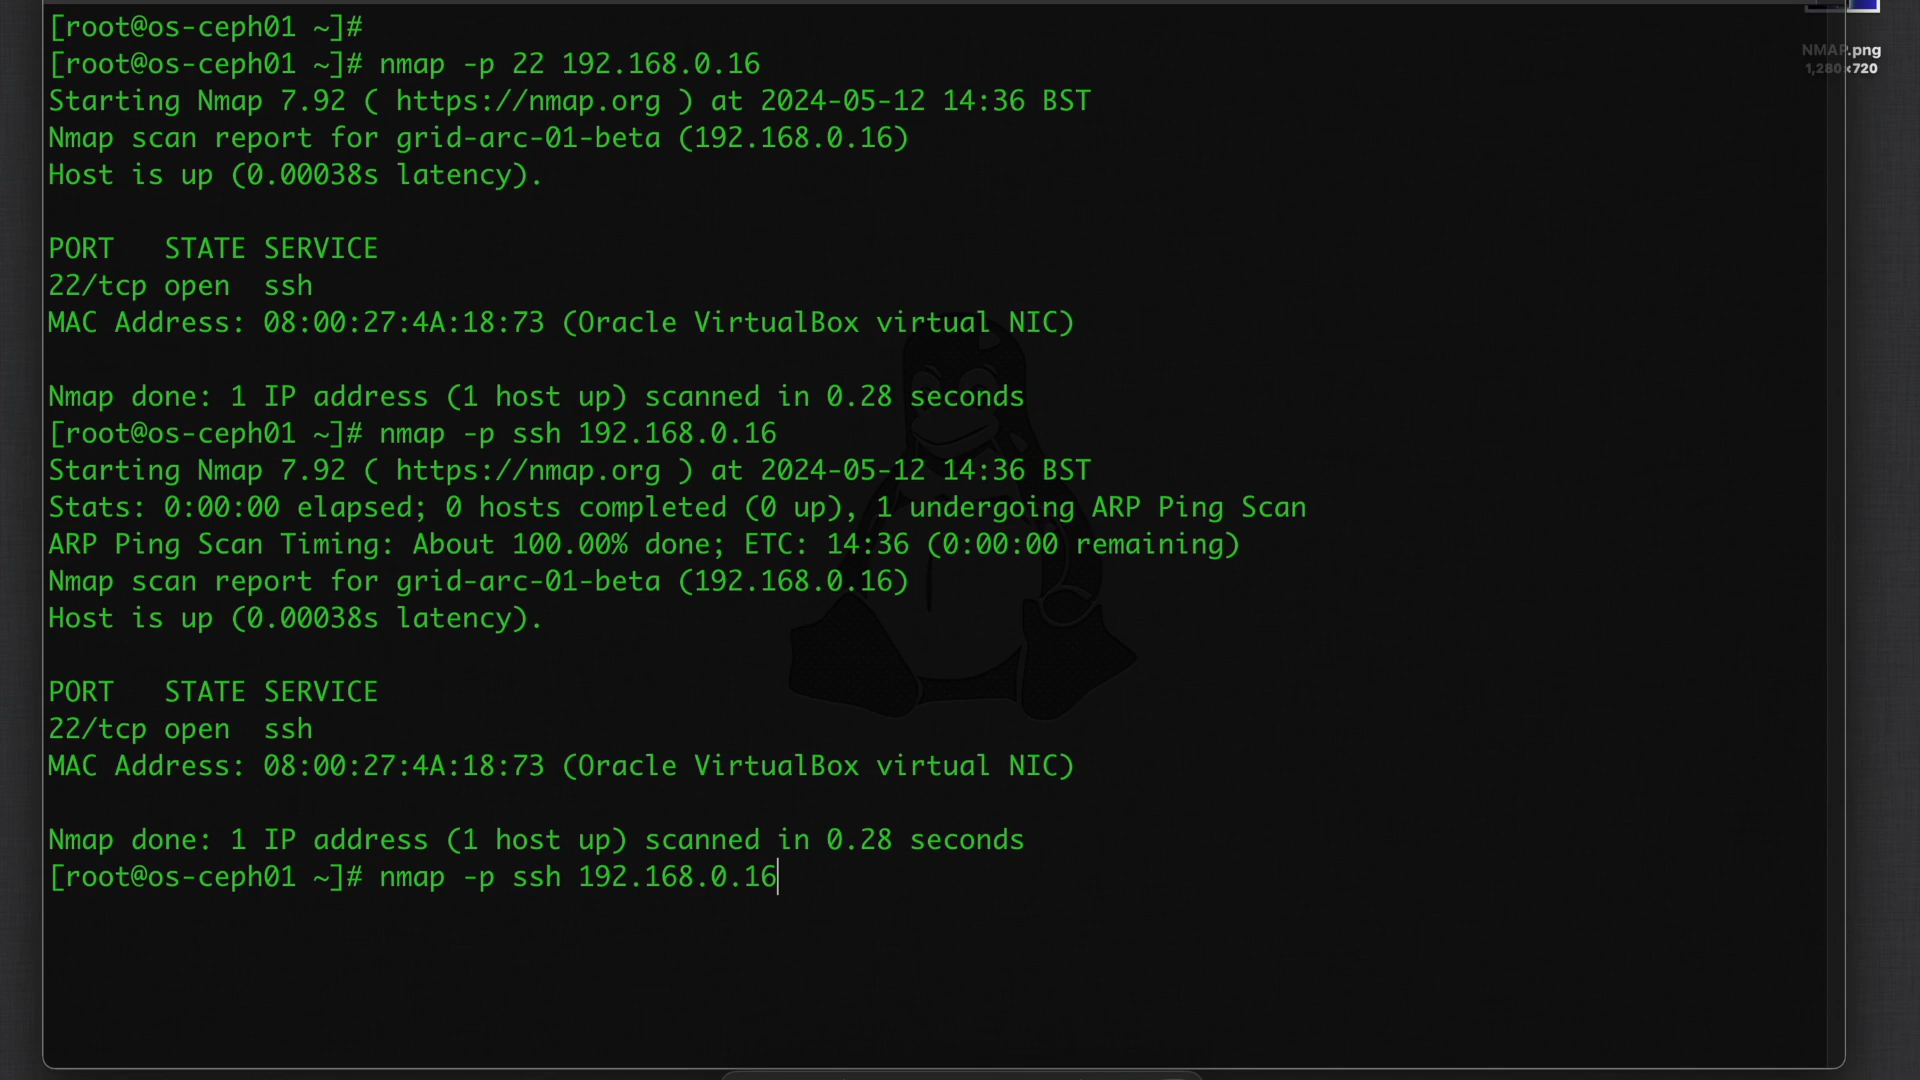 [root@os-ceph01 ~]#
[root@os-ceph01 ~]# nmap -p 22 192.168.0.16
Starting Nmap 7.92 ( https://nmap.org ) at 2024-05-12 14:36 BST
Nmap scan report for grid-arc-01-beta (192.168.0.16)
Host is up (0.00038s latency).
PORT   STATE SERVICE
22/tcp open  ssh
MAC Address: 08:00:27:4A:18:73 (Oracle VirtualBox virtual NIC)
Nmap done: 1 IP address (1 host up) scanned in 0.28 seconds
[root@os-ceph01 ~]# nmap -p ssh 192.168.0.16
Starting Nmap 7.92 ( https://nmap.org ) at 2024-05-12 14:36 BST
Stats: 0:00:00 elapsed; 0 hosts completed (0 up), 1 undergoing ARP Ping Scan
ARP Ping Scan Timing: About 100.00% done; ETC: 14:36 (0:00:00 remaining)
Nmap scan report for grid-arc-01-beta (192.168.0.16)
Host is up (0.00038s latency).
PORT   STATE SERVICE
22/tcp open  ssh
MAC Address: 08:00:27:4A:18:73 (Oracle VirtualBox virtual NIC)
Nmap done: 1 IP address (1 host up) scanned in 0.28 seconds
[root@os-ceph01 ~]# nmap -p ssh 192.168.0.16
NMAP.png
1,280×720